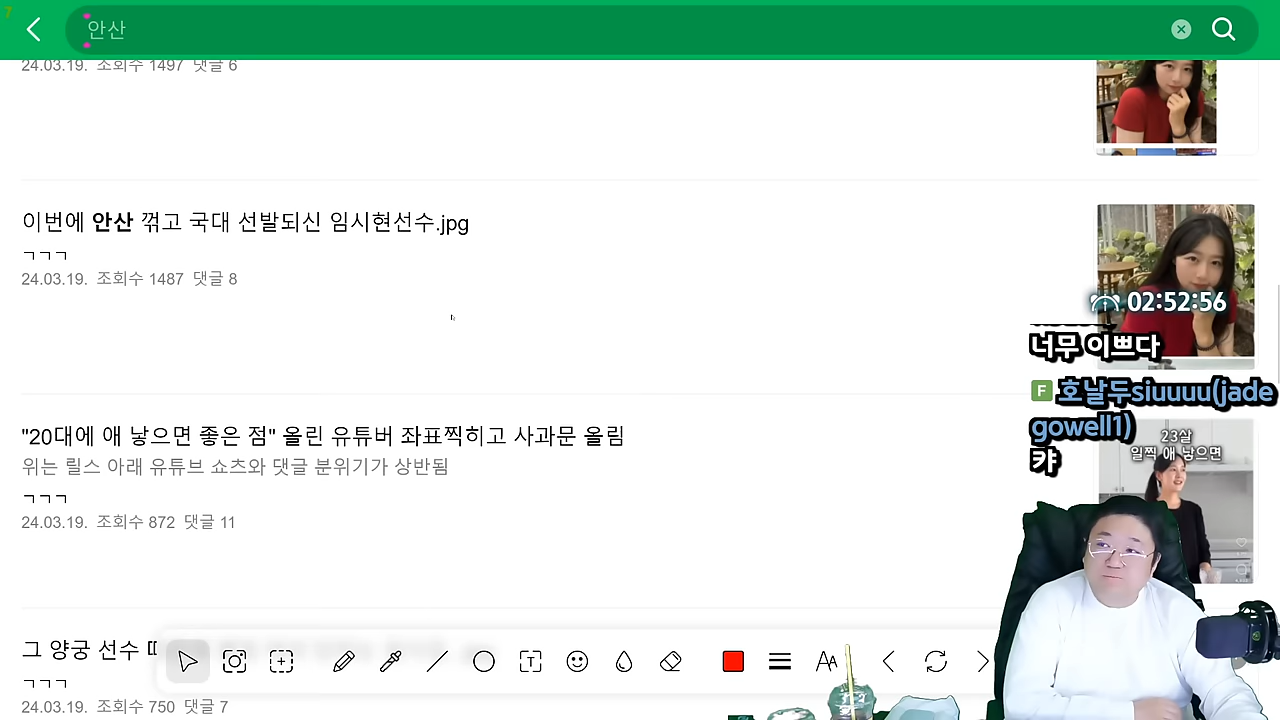 안산
24.03.19. 조회수 1497 댓글 6
이번에 안산 꺾고 국대 선발되신 임시현선수.jpg
ㄱㄱㄱ
24.03.19. 조회수 1487 댓글 8
02:52:56
너무 이쁘다
F 호날두siuuuu(jade
gowell1)
캬
"20대에 애 낳으면 좋은 점" 올린 유튜버 좌표찍히고 사과문 올림
위는 릴스 아래 유튜브 쇼츠와 댓글 분위기가 상반됨
ㄱㄱㄱ
24.03.19. 조회수 872 댓글 11
23살
일찍 애 낳으면
그 양궁 선수
ㄱㄱㄱ
24.03.19. 조회수 750 댓글 7